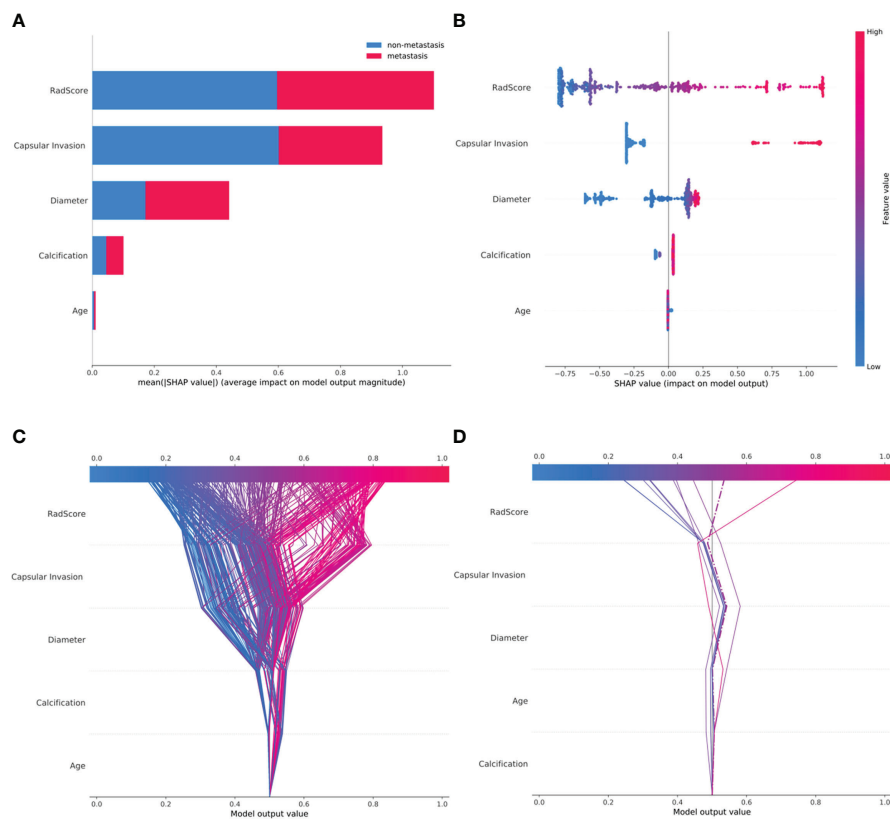 A
non-metastasis
metastasis
RadScore
Capsular Invasion
Diameter
Calcification
Age
0.0 0.2 0.4 0.6 0.8 1.0
mean(|SHAP value|) (average impact on model output magnitude)
B
High
RadScore
Capsular Invasion
Diameter
Calcification
Age
Feature value
Low
−0.75 −0.50 −0.25 0.00 0.25 0.50 0.75 1.00
SHAP value (impact on model output)
C
0.0 0.2 0.4 0.6 0.8 1.0
RadScore
Capsular Invasion
Diameter
Calcification
Age
0.0 0.2 0.4 0.6 0.8 1.0
Model output value
D
0.0 0.2 0.4 0.6 0.8 1.0
RadScore
Capsular Invasion
Diameter
Age
Calcification
0.0 0.2 0.4 0.6 0.8 1.0
Model output value